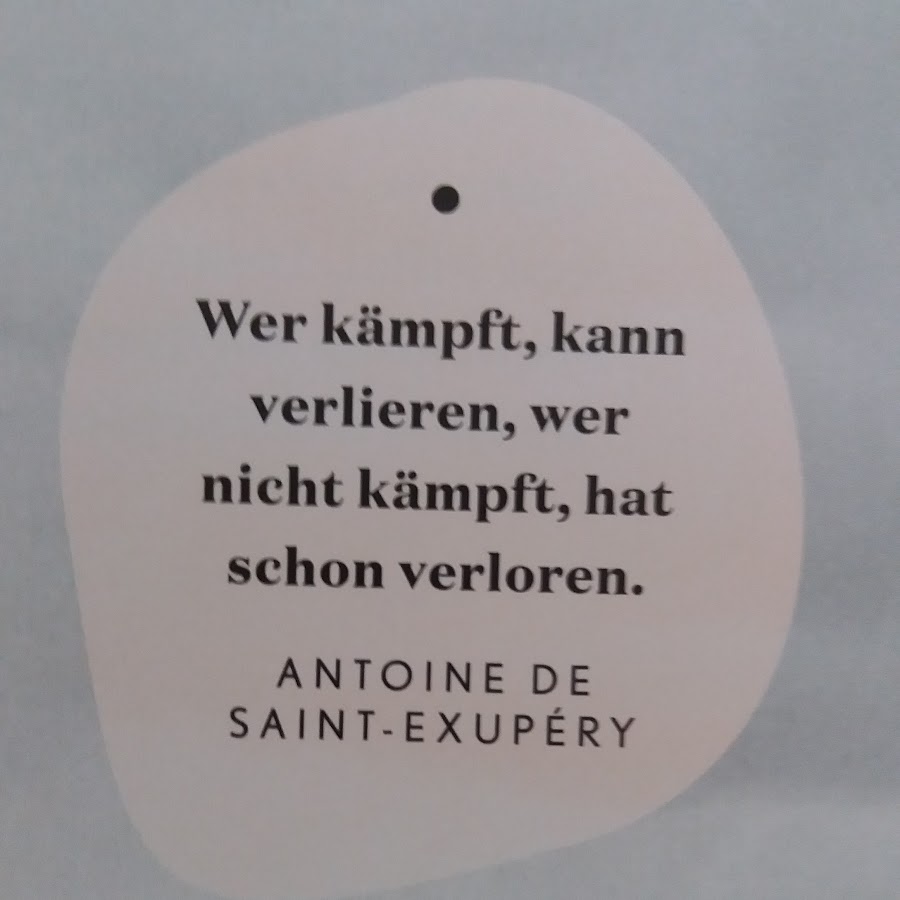 Wer kämpft, kann
verlieren, wer
nicht kämpft, hat
schon verloren.
ANTOINE DE
SAINT-EXUPÉRY